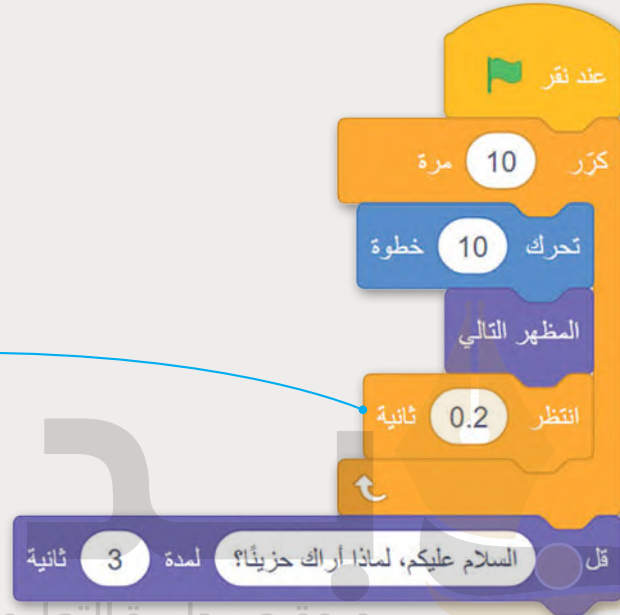 عند نقر
كرّر 10 مرة
تحرك 10 خطوة
المظهر التالي
انتظر 0.2 ثانية
قل السلام عليكم، لماذا أراك حزينًا؟ لمدة 3 ثانية